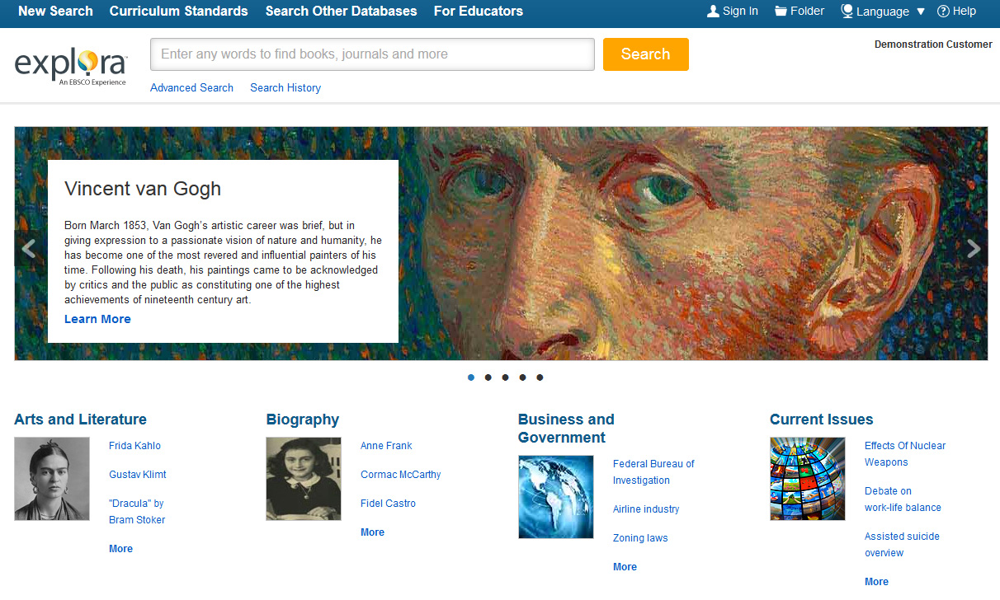 New Search Curriculum Standards Search Other Databases For Educators Sign In Folder Language ▼ Help
explora™
An EBSCO Experience
Enter any words to find books, journals and more
Search
Demonstration Customer
Advanced Search Search History
Vincent van Gogh
Born March 1853, Van Gogh's artistic career was brief, but in
giving expression to a passionate vision of nature and humanity, he
has become one of the most revered and influential painters of his
time. Following his death, his paintings came to be acknowledged
by critics and the public as constituting one of the highest
achievements of nineteenth century art.
Learn More
Arts and Literature
Frida Kahlo
Gustav Klimt
"Dracula" by
Bram Stoker
More
Biography
Anne Frank
Cormac McCarthy
Fidel Castro
More
Business and
Government
Federal Bureau of
Investigation
Airline industry
Zoning laws
More
Current Issues
Effects Of Nuclear
Weapons
Debate on
work-life balance
Assisted suicide
overview
More